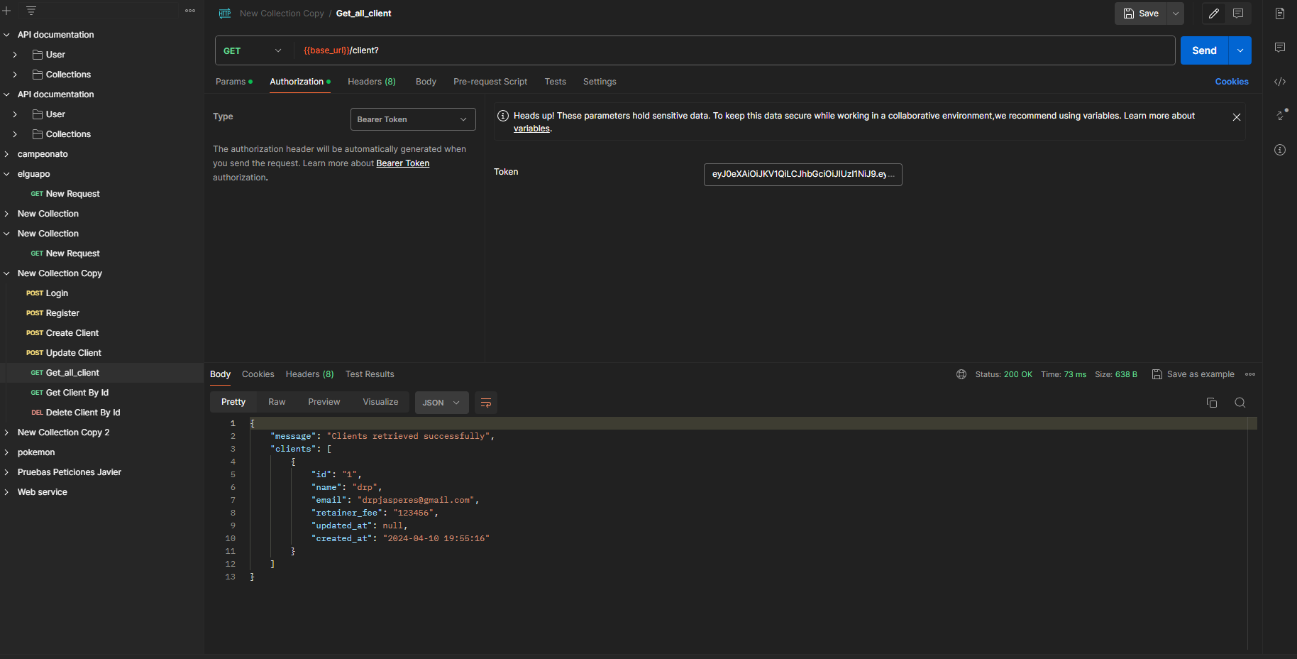 New Collection Copy / Get_all_client
Save
GET
{{base_url}}/client?
Send
Params
Authorization
Headers (8)
Body
Pre-request Script
Tests
Settings
Cookies
API documentation
User
Collections
API documentation
User
Collections
campeonato
elguapo
GET New Request
New Collection
New Collection
GET New Request
New Collection Copy
POST Login
POST Register
POST Create Client
POST Update Client
GET Get_all_client
GET Get Client By Id
DEL Delete Client By Id
New Collection Copy 2
pokemon
Pruebas Peticiones Javier
Web service
Type
Bearer Token
The authorization header will be automatically generated when
you send the request. Learn more about Bearer Token
authorization.
Heads up! These parameters hold sensitive data. To keep this data secure while working in a collaborative environment,we recommend using variables. Learn more about
variables.
Token
eyJ0eXAiOiJKV1QiLCJhbGciOiJIUzI1NiJ9.ey...
Body
Cookies
Headers (8)
Test Results
Status: 200 OK
Time: 73 ms
Size: 638 B
Save as example
Pretty
Raw
Preview
Visualize
JSON
1 {
2 "message": "Clients retrieved successfully",
3 "clients": [
4 {
5 "id": "1",
6 "name": "drp",
7 "email": "drpjasperes@gmail.com",
8 "retainer_fee": "123456",
9 "updated_at": null,
10 "created_at": "2024-04-10 19:55:16"
11 }
12 ]
13 }